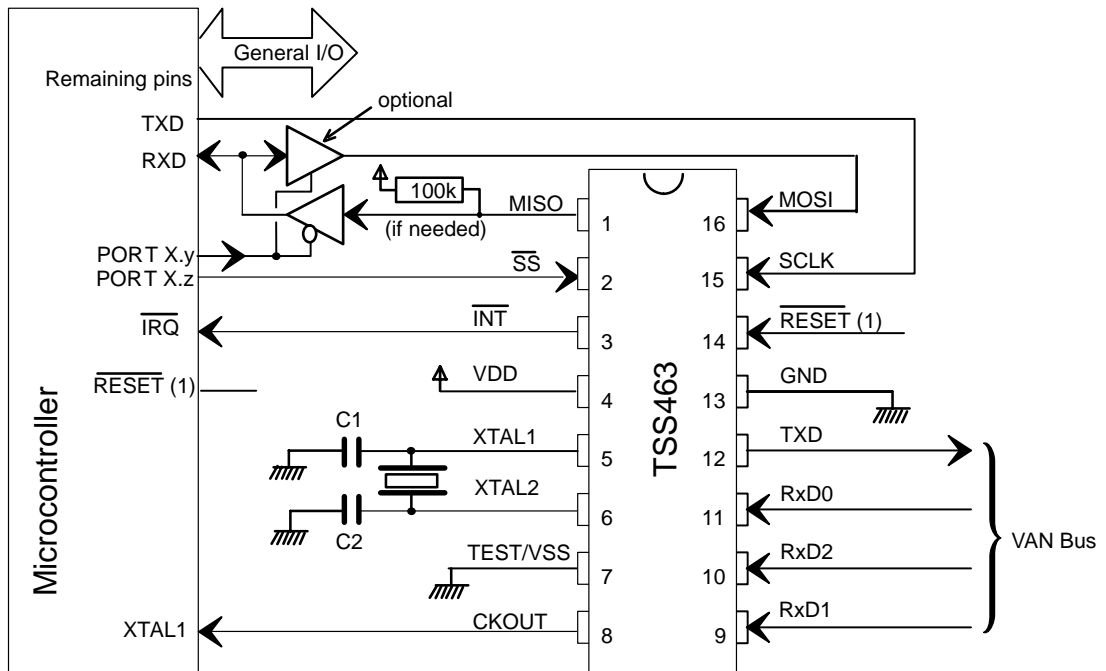 General I/O
Remaining pins
optional
TXD
RXD
100k
MISO
1
(if needed)
16
MOSI
PORT X.y
PORT X.z
SS
2
15
SCLK
IRQ
INT
3
14
RESET (1)
RESET (1)
VDD
4
13
GND
C1
XTAL1
5
12
TXD
XTAL2
6
11
RxD0
C2
TEST/VSS
7
10
RxD2
VAN Bus
XTAL1
CKOUT
8
9
RxD1
Microcontroller
TSS463